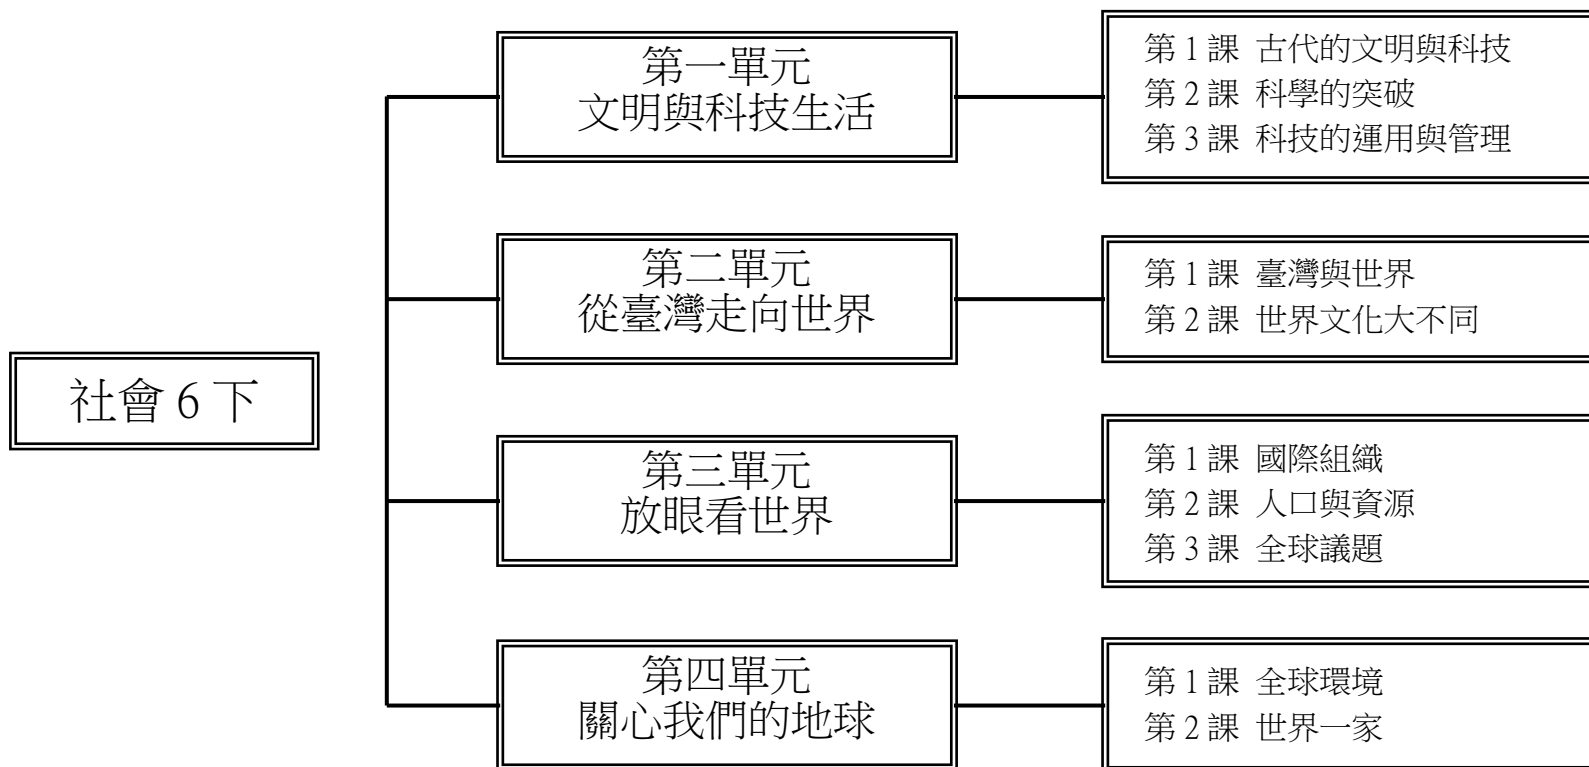 社會 6 下
第一單元
文明與科技生活
第 1 課 古代的文明與科技
第 2 課 科學的突破
第 3 課 科技的運用與管理
第二單元
從臺灣走向世界
第 1 課 臺灣與世界
第 2 課 世界文化大不同
第三單元
放眼看世界
第 1 課 國際組織
第 2 課 人口與資源
第 3 課 全球議題
第四單元
關心我們的地球
第 1 課 全球環境
第 2 課 世界一家